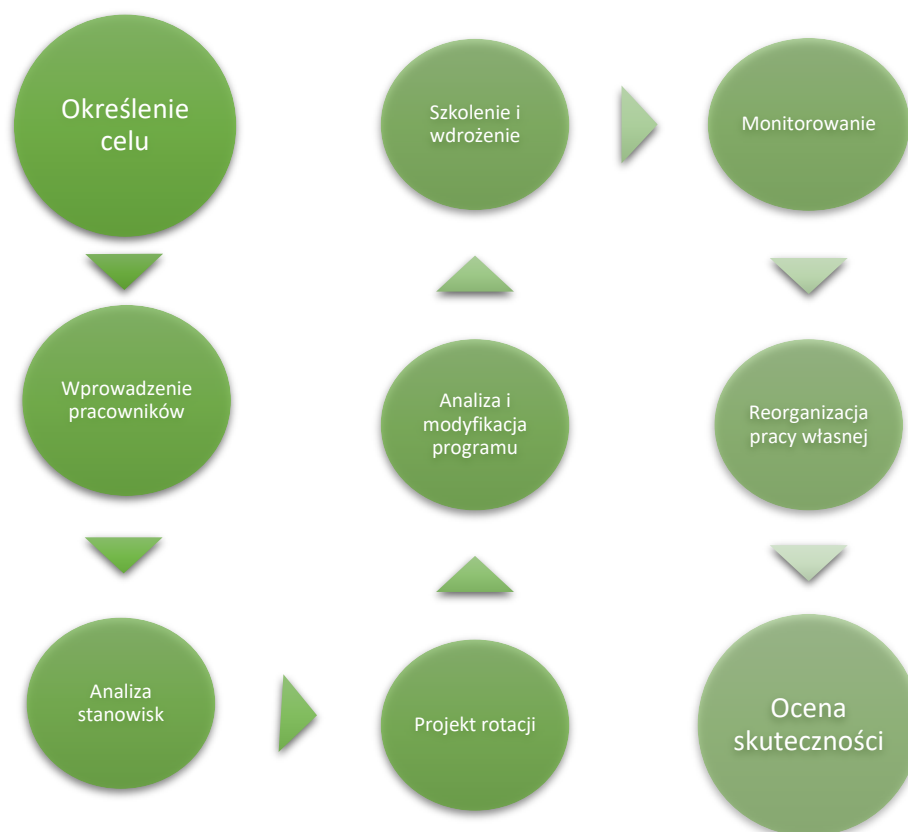 Określenie
celu
Wprowadzenie
pracowników
Analiza
stanowisk
Projekt rotacji
Analiza i
modyfikacja
programu
Szkolenie i
wdrożenie
Monitorowanie
Reorganizacja
pracy własnej
Ocena
skuteczności